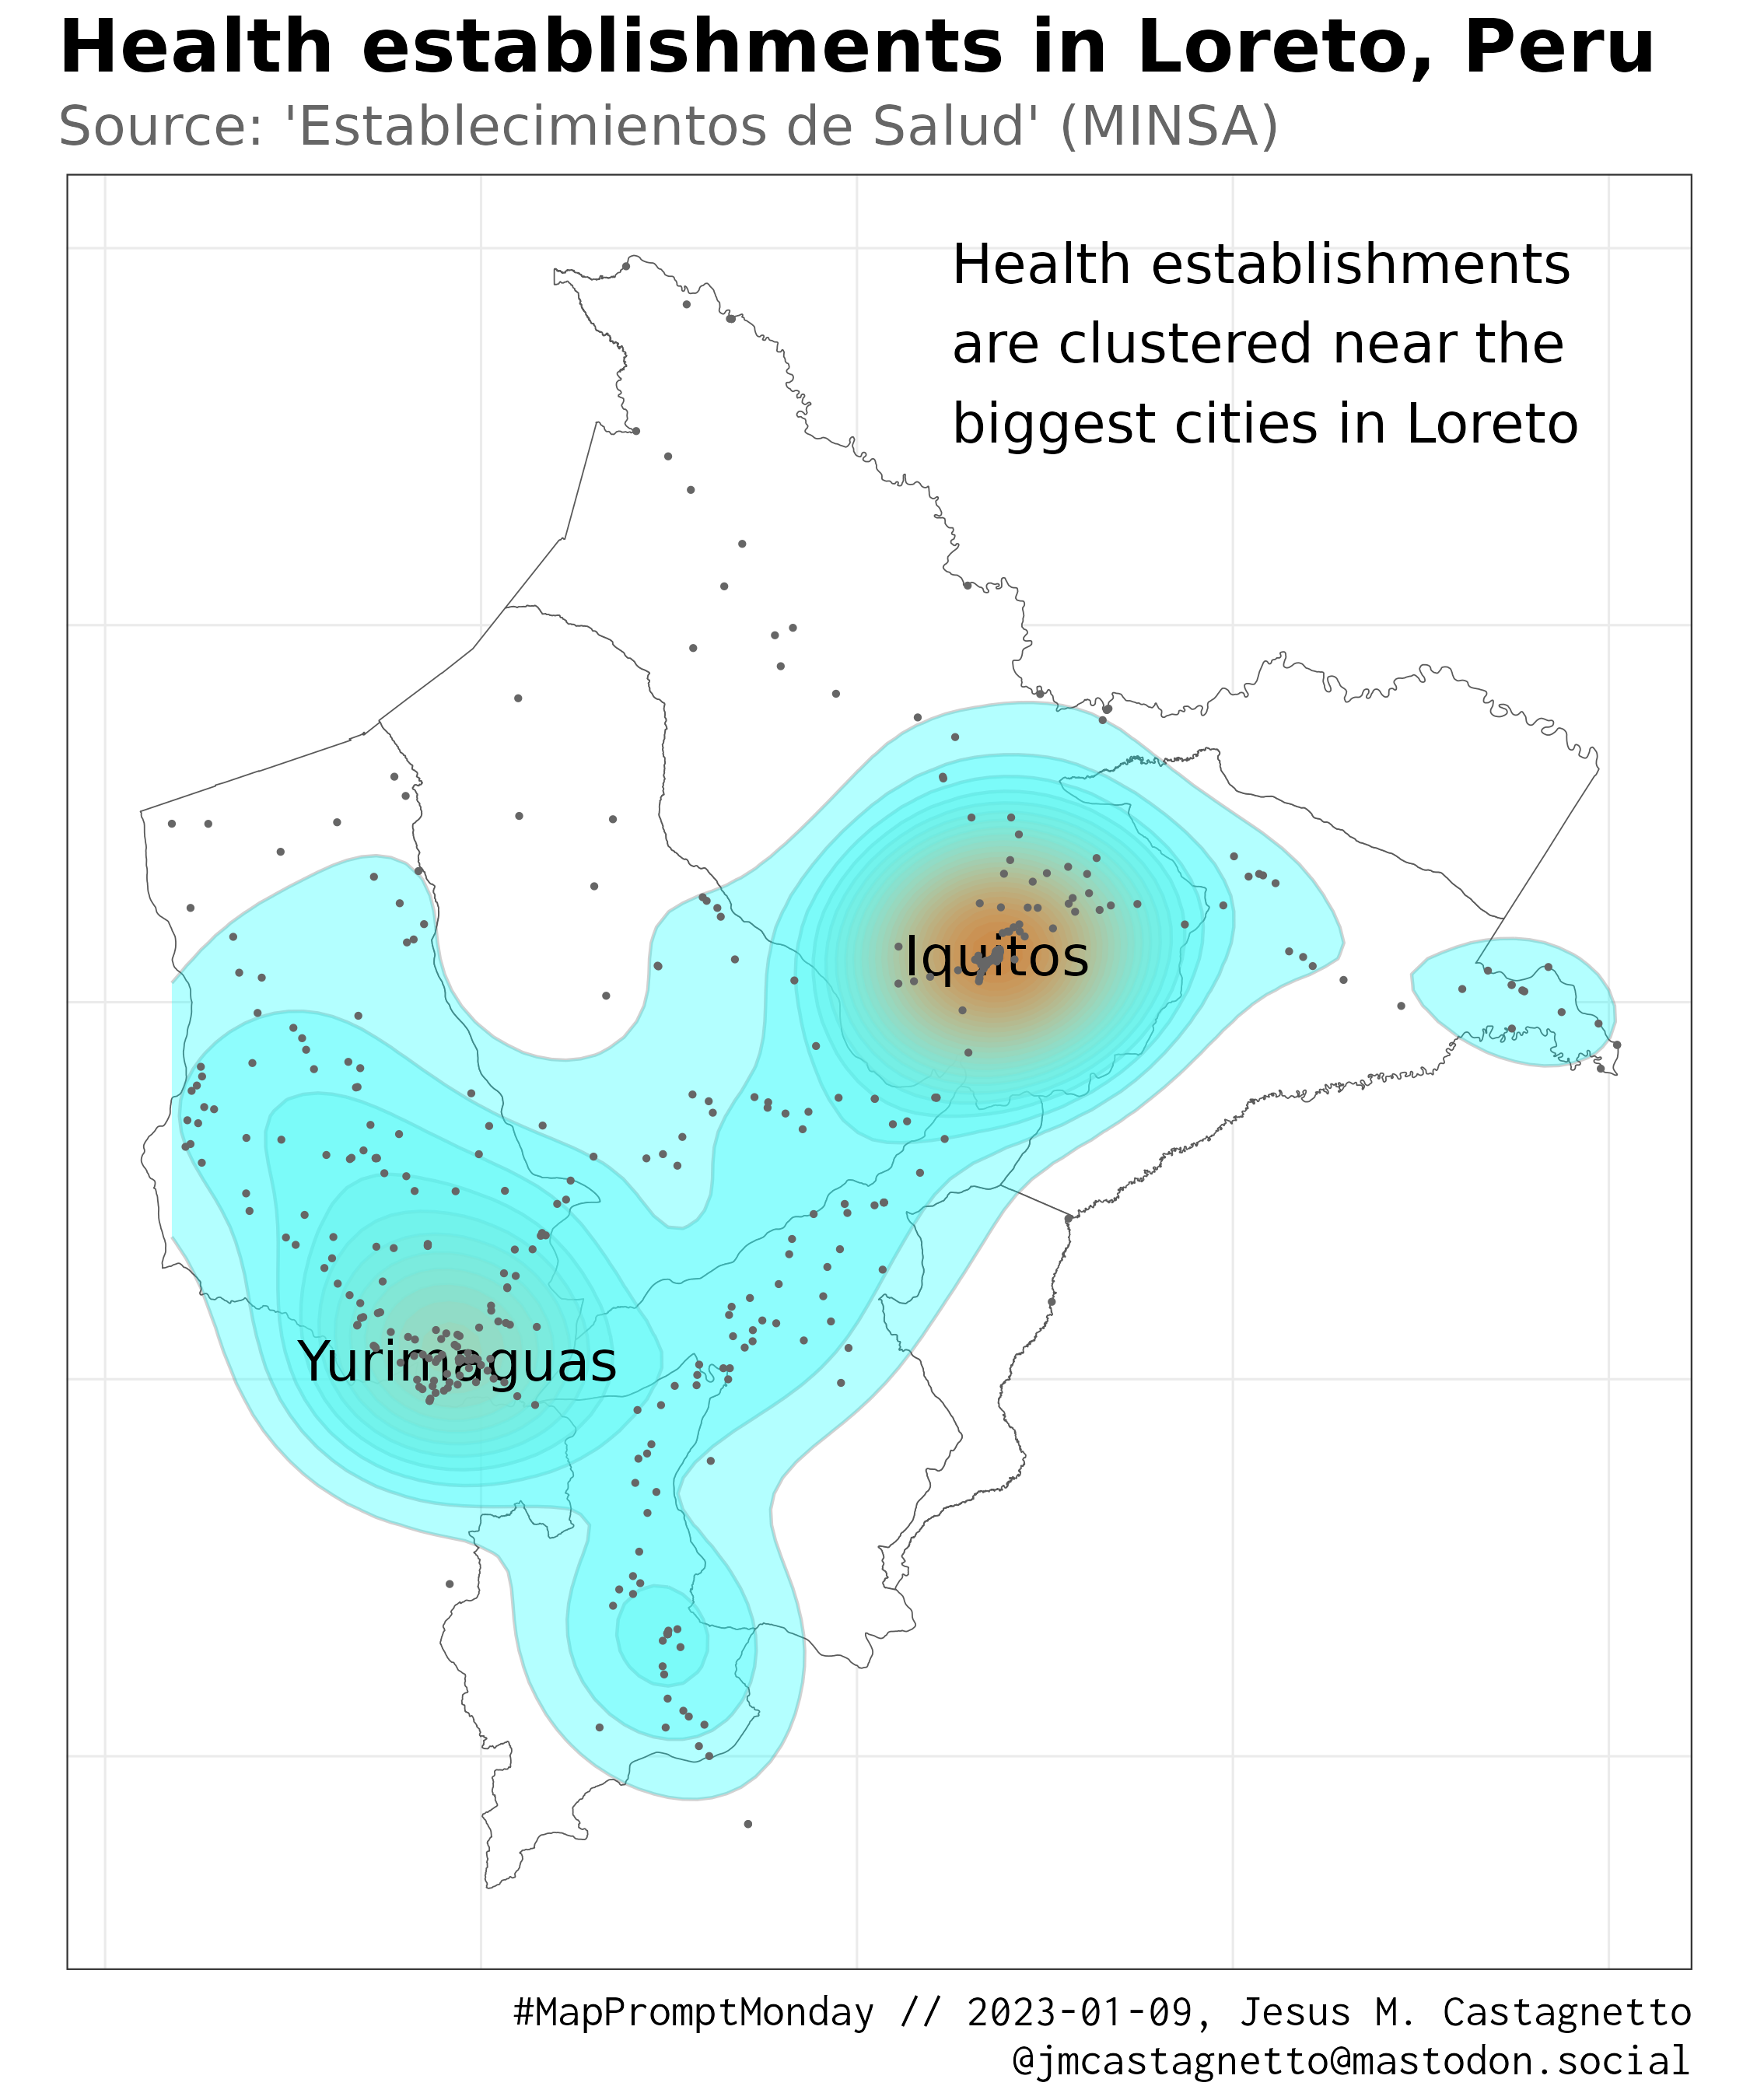 Health establishments in Loreto, Peru
Source: 'Establecimientos de Salud' (MINSA)
Health establishments
are clustered near the
biggest cities in Loreto
Iquitos
Yurimaguas
#MapPromptMonday // 2023-01-09, Jesus M. Castagnetto
@jmcastagnetto@mastodon.social